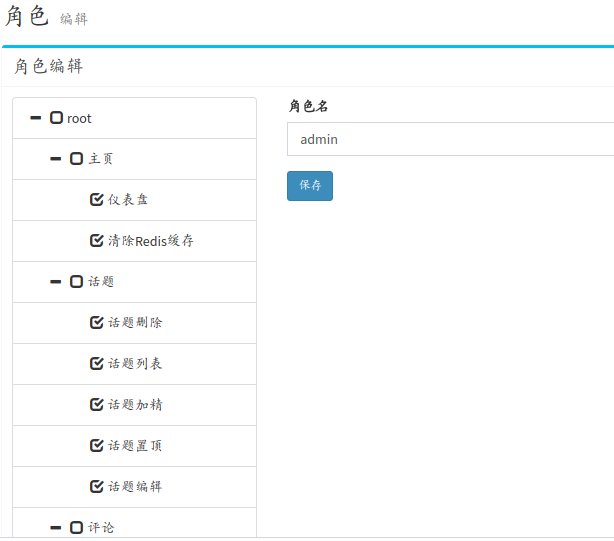 角色 编辑
角色编辑
root
主页
仪表盘
清除Redis缓存
话题
话题删除
话题列表
话题加精
话题置顶
话题编辑
评论
角色名
admin
保存